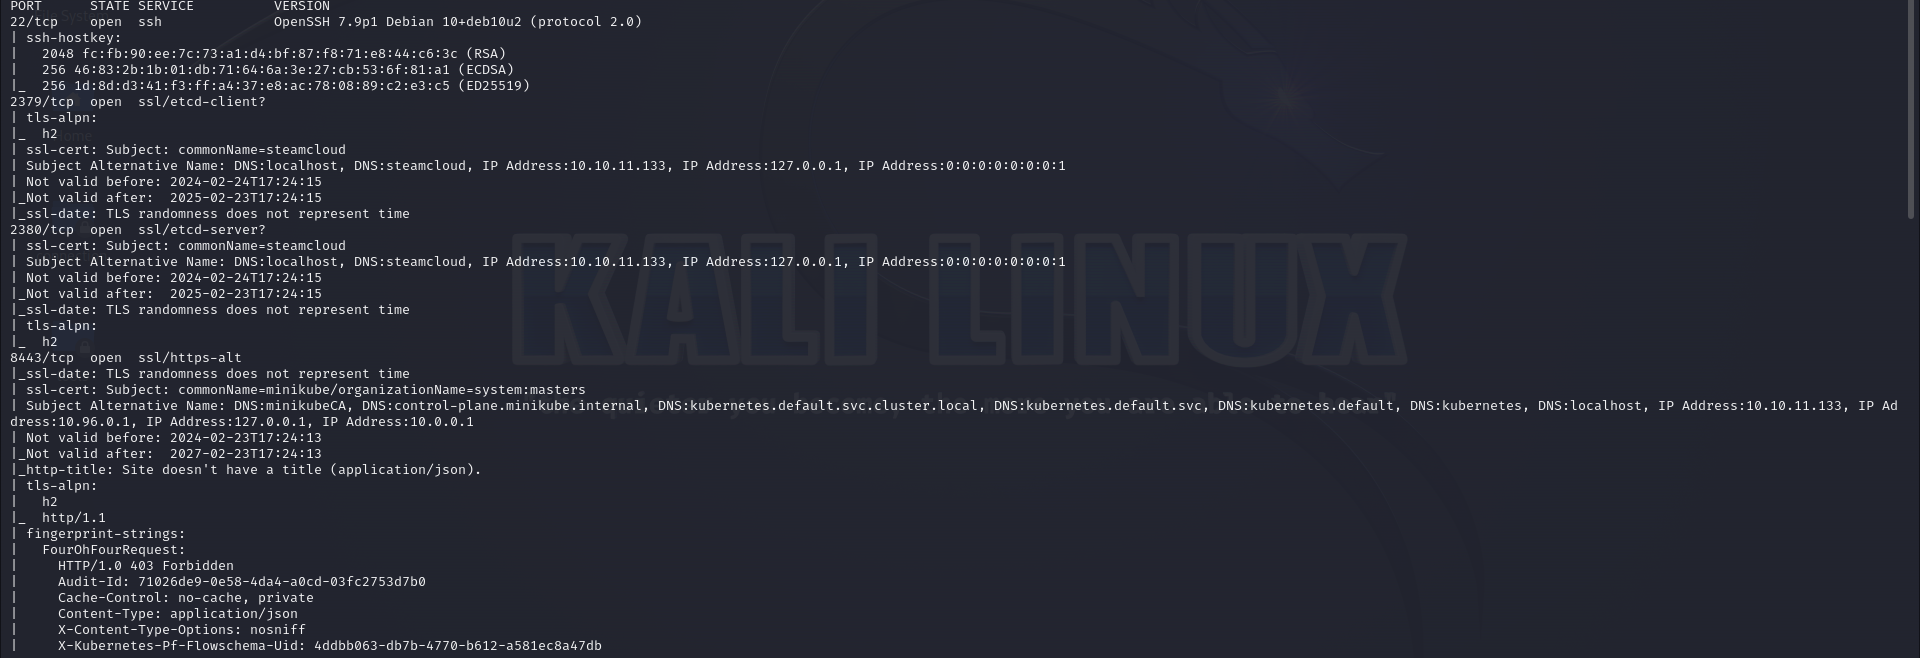 PORT      STATE SERVICE          VERSION
22/tcp    open  ssh              OpenSSH 7.9p1 Debian 10+deb10u2 (protocol 2.0)
| ssh-hostkey:
|   2048 fc:fb:90:ee:7c:73:a1:d4:bf:87:f8:71:e8:44:c6:3c (RSA)
|   256 46:83:2b:1b:01:db:71:64:6a:3e:27:cb:53:6f:81:a1 (ECDSA)
|_  256 1d:8d:d3:41:f3:ff:a4:37:e8:ac:78:08:89:c2:e3:c5 (ED25519)
2379/tcp  open  ssl/etcd-client?
| tls-alpn:
|_  h2
| ssl-cert: Subject: commonName=steamcloud
| Subject Alternative Name: DNS:localhost, DNS:steamcloud, IP Address:10.10.11.133, IP Address:127.0.0.1, IP Address:0:0:0:0:0:0:0:1
| Not valid before: 2024-02-24T17:24:15
|_Not valid after:  2025-02-23T17:24:15
|_ssl-date: TLS randomness does not represent time
2380/tcp  open  ssl/etcd-server?
| ssl-cert: Subject: commonName=steamcloud
| Subject Alternative Name: DNS:localhost, DNS:steamcloud, IP Address:10.10.11.133, IP Address:127.0.0.1, IP Address:0:0:0:0:0:0:0:1
| Not valid before: 2024-02-24T17:24:15
|_Not valid after:  2025-02-23T17:24:15
|_ssl-date: TLS randomness does not represent time
| tls-alpn:
|_  h2
8443/tcp  open  ssl/https-alt
|_ssl-date: TLS randomness does not represent time
| ssl-cert: Subject: commonName=minikube/organizationName=system:masters
| Subject Alternative Name: DNS:minikubeCA, DNS:control-plane.minikube.internal, DNS:kubernetes.default.svc.cluster.local, DNS:kubernetes.default.svc, DNS:kubernetes.default, DNS:kubernetes, DNS:localhost, IP Address:10.10.11.133, IP Ad
dress:10.96.0.1, IP Address:127.0.0.1, IP Address:10.0.0.1
| Not valid before: 2024-02-23T17:24:13
|_Not valid after:  2027-02-23T17:24:13
|_http-title: Site doesn't have a title (application/json).
| tls-alpn:
|   h2
|_  http/1.1
| fingerprint-strings:
|   FourOhFourRequest:
|     HTTP/1.0 403 Forbidden
|     Audit-Id: 71026de9-0e58-4da4-a0cd-03fc2753d7b0
|     Cache-Control: no-cache, private
|     Content-Type: application/json
|     X-Content-Type-Options: nosniff
|     X-Kubernetes-Pf-Flowschema-Uid: 4ddbb063-db7b-4770-b612-a581ec8a47db
KALI LINUX